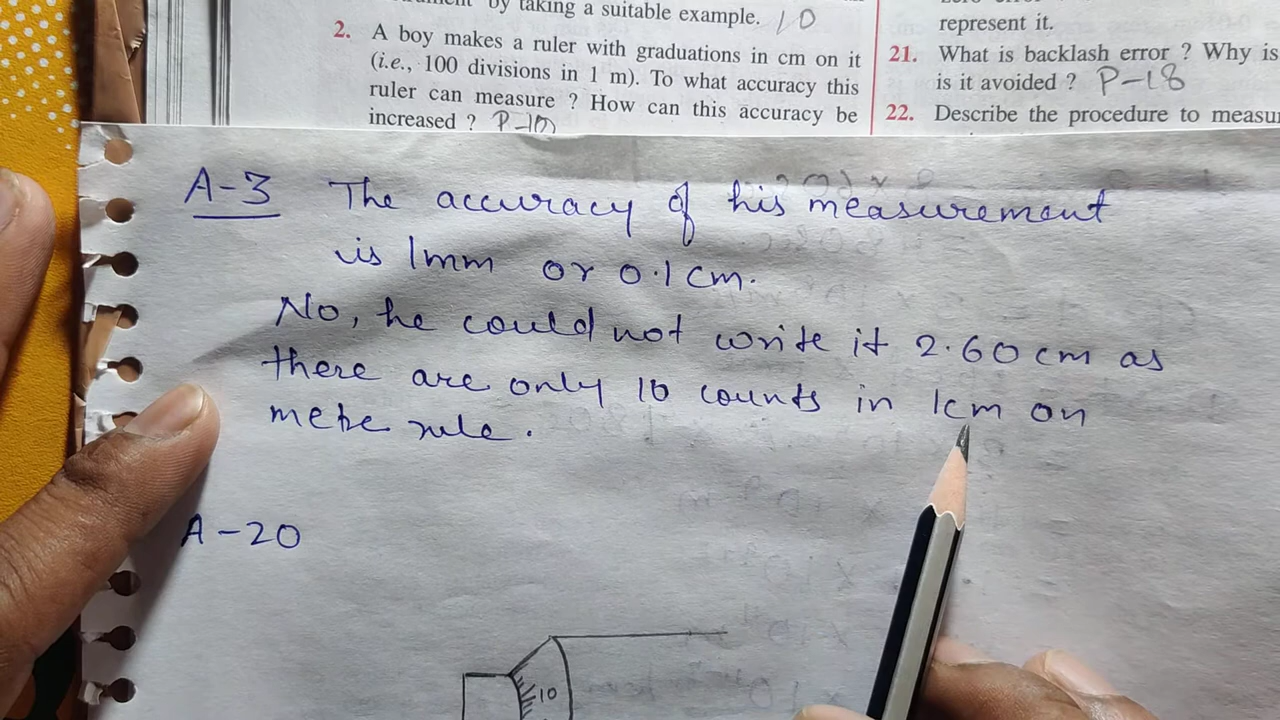 by taking a suitable example. 10
2. A boy makes a ruler with graduations in cm on it
(i.e., 100 divisions in 1 m). To what accuracy this
ruler can measure ? How can this accuracy be
increased ? P-10
represent it.
21. What is backlash error ? Why is
is it avoided ? P-18
22. Describe the procedure to measu
A-3 The accuracy of his measurement
is 1mm or 0.1cm.
No, he could not write it 2.60cm as
there are only 10 counts in 1cm on
metre rule.
A-20
10